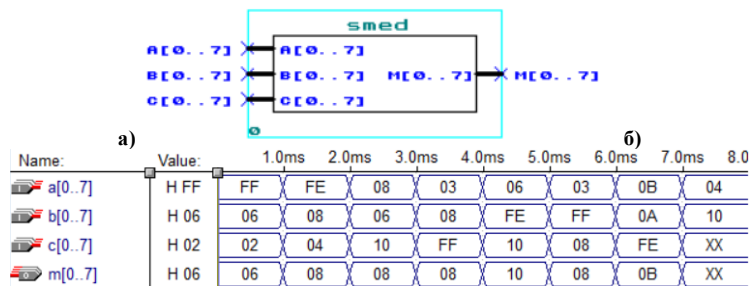 smed
A[0..7] A[0..7]
B[0..7] B[0..7] M[0..7] M[0..7]
C[0..7] C[0..7]
0
а) б)
Name: Value: 1.0ms 2.0ms 3.0ms 4.0ms 5.0ms 6.0ms 7.0ms 8.0
a[0..7] H FF FF FE 08 03 06 03 0B 04
b[0..7] H 06 06 08 06 08 FE FF 0A 10
c[0..7] H 02 02 04 10 FF 10 08 FE XX
m[0..7] H 06 06 08 08 08 10 08 0B XX